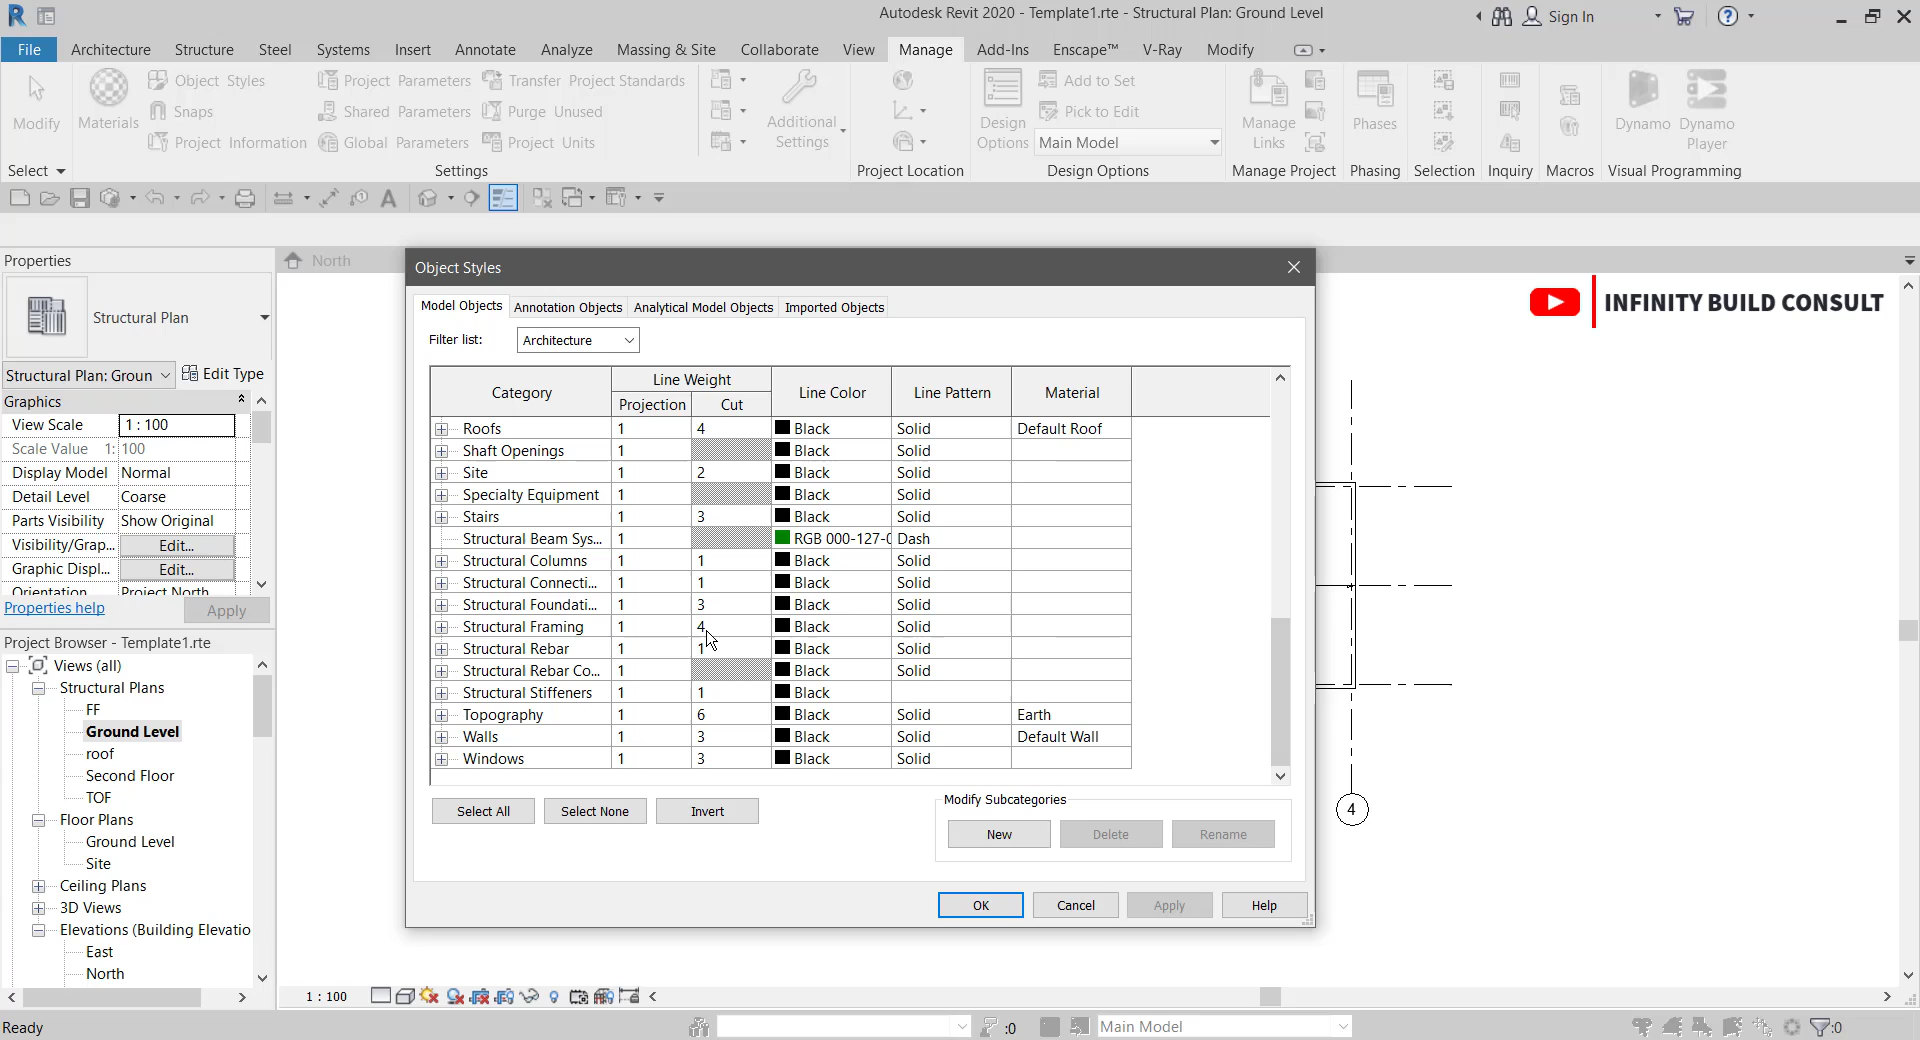 Autodesk Revit 2020 - Template1.rte - Structural Plan: Ground Level
Sign In
File Architecture Structure Steel Systems Insert Annotate Analyze Massing & Site Collaborate View Manage Add-Ins Enscape™ V-Ray Modify
Modify
Materials
Object Styles
Snaps
Project Information
Project Parameters
Shared Parameters
Global Parameters
Transfer Project Standards
Purge Unused
Project Units
Additional Settings
Design Options
Add to Set
Pick to Edit
Main Model
Manage Links
Phases
Dynamo
Dynamo Player
Select Settings Project Location Design Options Manage Project Phasing Selection Inquiry Macros Visual Programming
Properties
North
Structural Plan
Structural Plan: Groun Edit Type
Graphics
View Scale 1 : 100
Scale Value 1: 100
Display Model Normal
Detail Level Coarse
Parts Visibility Show Original
Visibility/Grap... Edit...
Graphic Displ... Edit...
Orientation Project North
Properties help Apply
Project Browser - Template1.rte
Views (all)
Structural Plans
FF
Ground Level
roof
Second Floor
TOF
Floor Plans
Ground Level
Site
Ceiling Plans
3D Views
Elevations (Building Elevatio
East
North
Object Styles
Model Objects Annotation Objects Analytical Model Objects Imported Objects
Filter list: Architecture
Category Line Weight Line Color Line Pattern Material
Projection Cut
Roofs 1 4 Black Solid Default Roof
Shaft Openings 1 Black Solid
Site 1 2 Black Solid
Specialty Equipment 1 Black Solid
Stairs 1 3 Black Solid
Structural Beam Sys... 1 RGB 000-127-0 Dash
Structural Columns 1 1 Black Solid
Structural Connecti... 1 1 Black Solid
Structural Foundati... 1 3 Black Solid
Structural Framing 1 4 Black Solid
Structural Rebar 1 1 Black Solid
Structural Rebar Co... 1 Black Solid
Structural Stiffeners 1 1 Black
Topography 1 6 Black Solid Earth
Walls 1 3 Black Solid Default Wall
Windows 1 3 Black Solid
Select All Select None Invert
Modify Subcategories
New Delete Rename
OK Cancel Apply Help
INFINITY BUILD CONSULT
4
1 : 100
Ready
:0
Main Model
:0